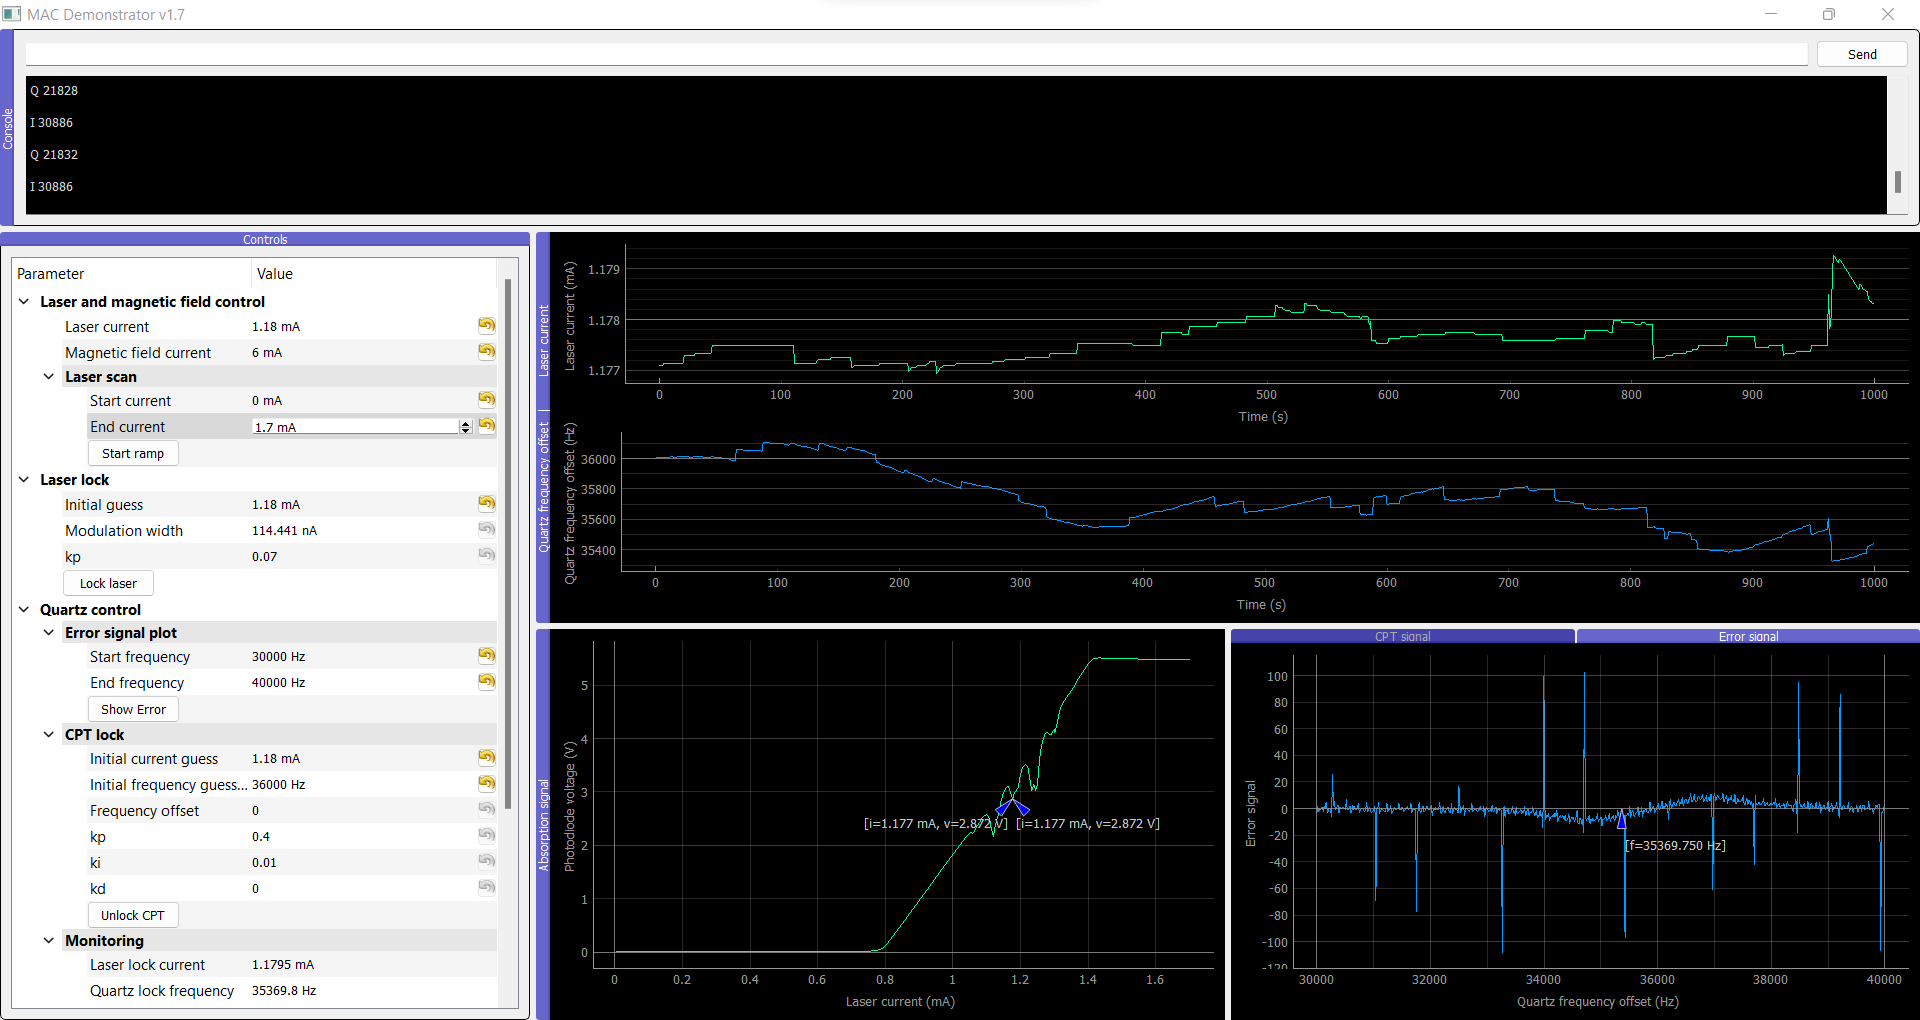 MAC Demonstrator v1.7
Console
Send
Q 21828
I 30886
Q 21832
I 30886
Controls
Parameter Value
Laser and magnetic field control
Laser current 1.18 mA
Magnetic field current 6 mA
Laser scan
Start current 0 mA
End current 1.7 mA
Start ramp
Laser lock
Initial guess 1.18 mA
Modulation width 114.441 nA
kp 0.07
Lock laser
Quartz control
Error signal plot
Start frequency 30000 Hz
End frequency 40000 Hz
Show Error
CPT lock
Initial current guess 1.18 mA
Initial frequency guess... 36000 Hz
Frequency offset 0
kp 0.4
ki 0.01
kd 0
Unlock CPT
Monitoring
Laser lock current 1.1795 mA
Quartz lock frequency 35369.8 Hz
Laser current
Laser current (mA)
1.179
1.178
1.177
0 100 200 300 400 500 600 700 800 900 1000
Time (s)
Quartz frequency offset
Quartz frequency offset (Hz)
36000
35800
35600
35400
0 100 200 300 400 500 600 700 800 900 1000
Time (s)
Absorption signal
Photodiode voltage (V)
5
4
3
2
1
0
[i=1.177 mA, v=2.872 V] [i=1.177 mA, v=2.872 V]
0 0.2 0.4 0.6 0.8 1 1.2 1.4 1.6
Laser current (mA)
CPT signal Error signal
Error signal
100
80
60
40
20
0
-20
-40
-60
-80
-100
-120
[f=35369.750 Hz]
30000 32000 34000 36000 38000 40000
Quartz frequency offset (Hz)